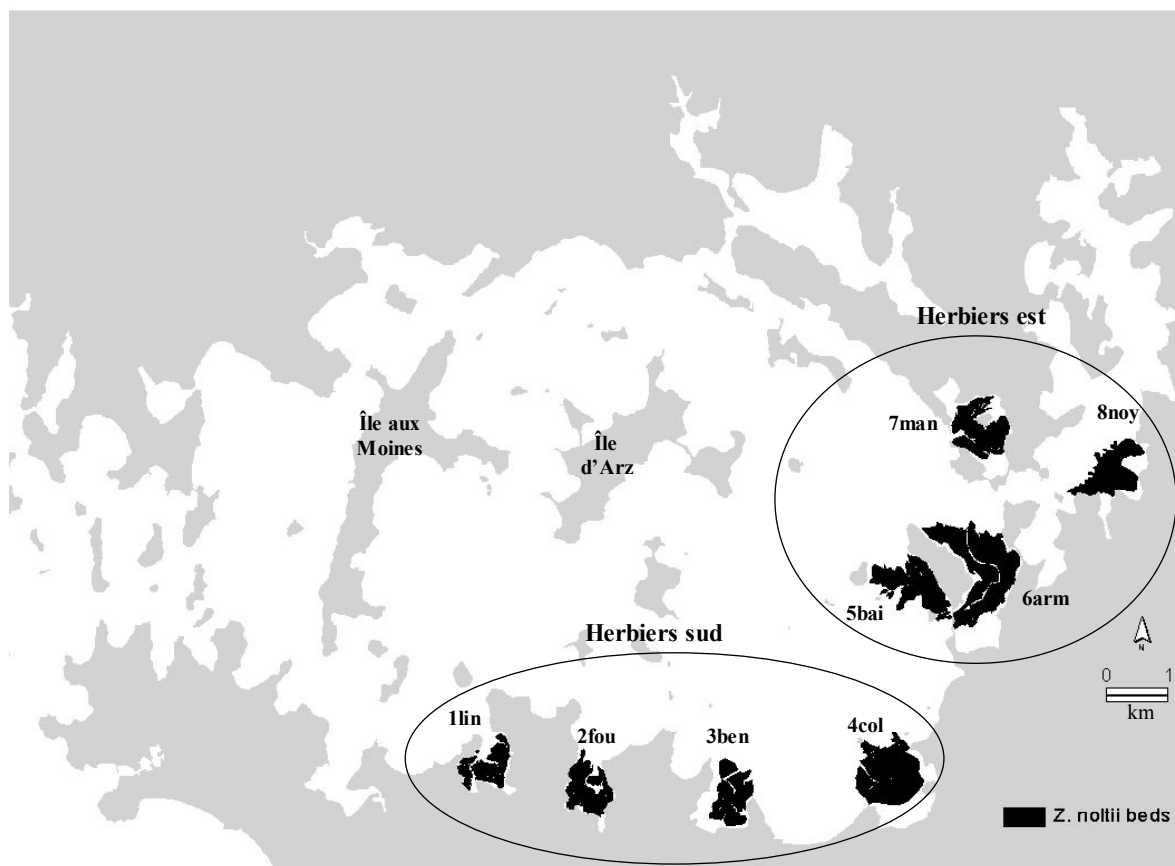 Herbiers est
7man
8noy
Île aux
Moines
Île
d'Arz
5bai
6arm
Herbiers sud
N
0 1
km
1lin
2fou
3ben
4col
Z. noltii beds